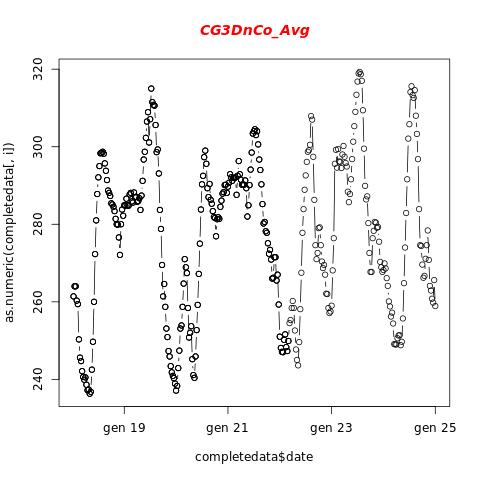 CG3DnCo_Avg
as.numeric(completedata[, i])
320
300
280
260
240
gen 19
gen 21
gen 23
gen 25
completedata$date